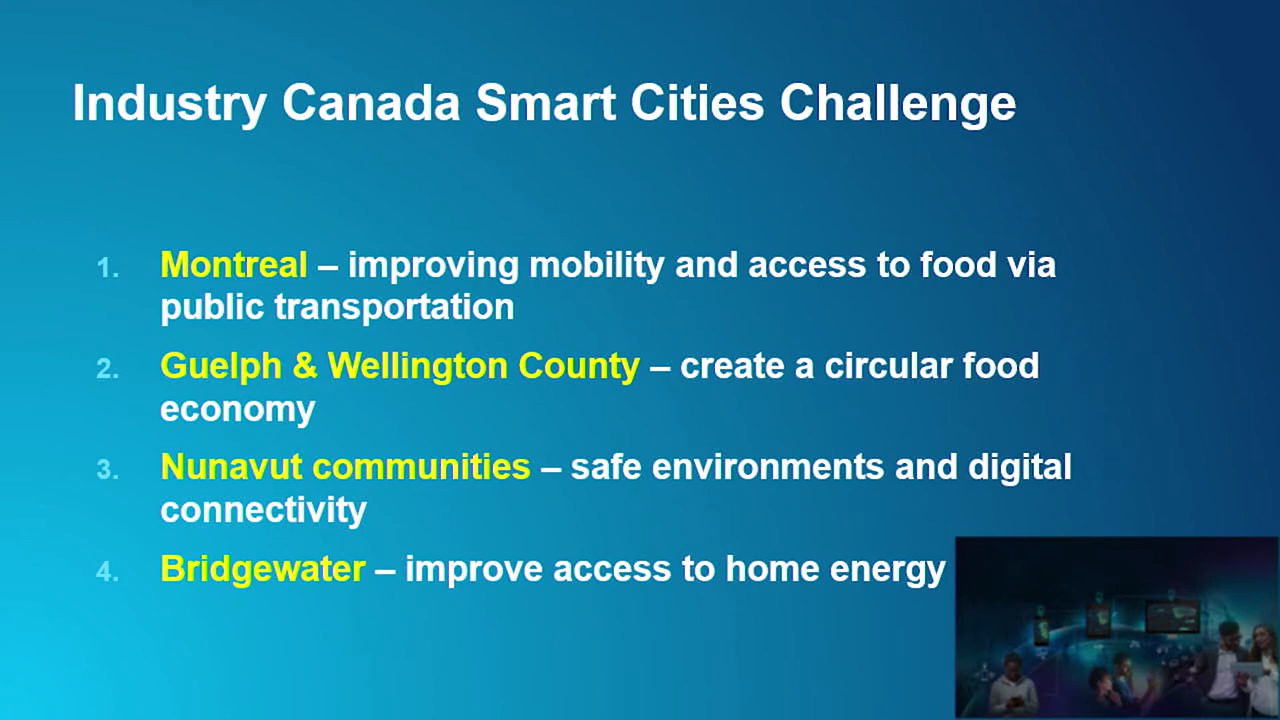 Industry Canada Smart Cities Challenge
1. Montreal – improving mobility and access to food via
public transportation
2. Guelph & Wellington County – create a circular food
economy
3. Nunavut communities – safe environments and digital
connectivity
4. Bridgewater – improve access to home energy